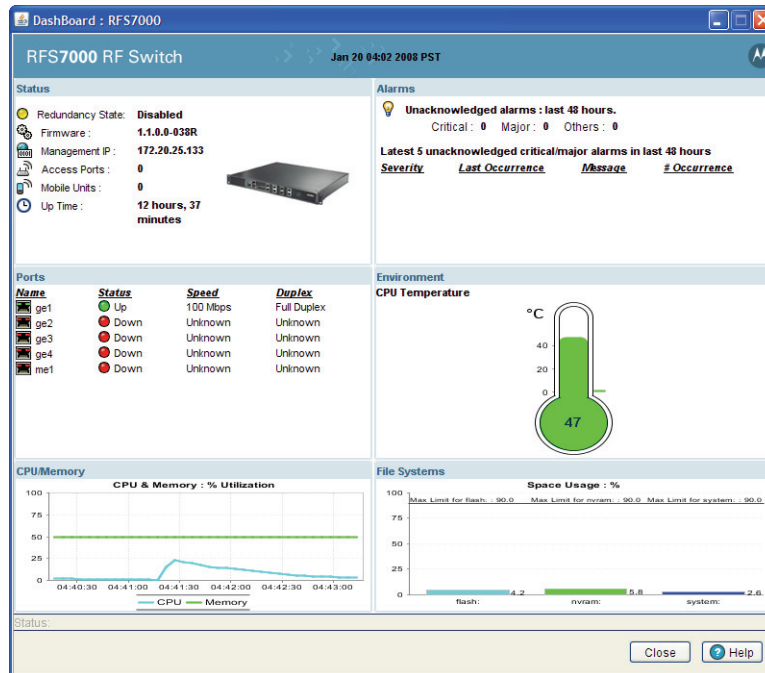 DashBoard : RFS7000
RFS7000 RF Switch
Jan 20 04:02 2008 PST
Status
Redundancy State: Disabled
Firmware : 1.1.0.0-038R
Management IP : 172.20.25.133
Access Ports : 0
Mobile Units : 0
Up Time : 12 hours, 37
minutes
Alarms
Unacknowledged alarms : last 48 hours.
Critical : 0 Major : 0 Others : 0
Latest 5 unacknowledged critical/major alarms in last 48 hours
Severity Last Occurrence Message # Occurrence
Ports
Name Status Speed Duplex
ge1 Up 100 Mbps Full Duplex
ge2 Down Unknown Unknown
ge3 Down Unknown Unknown
ge4 Down Unknown Unknown
me1 Down Unknown Unknown
Environment
CPU Temperature
°C
40
20
0
47
CPU/Memory
CPU & Memory : % Utilization
100
75
50
25
0
04:40:30 04:41:00 04:41:30 04:42:00 04:42:30 04:43:00
CPU Memory
File Systems
Space Usage : %
100
Max Limit for flash: : 90.0 Max Limit for nvram: : 90.0 Max Limit for system: : 90.0
75
50
25
0
4.2 5.8 2.6
flash: nvram: system:
Status:
Close Help